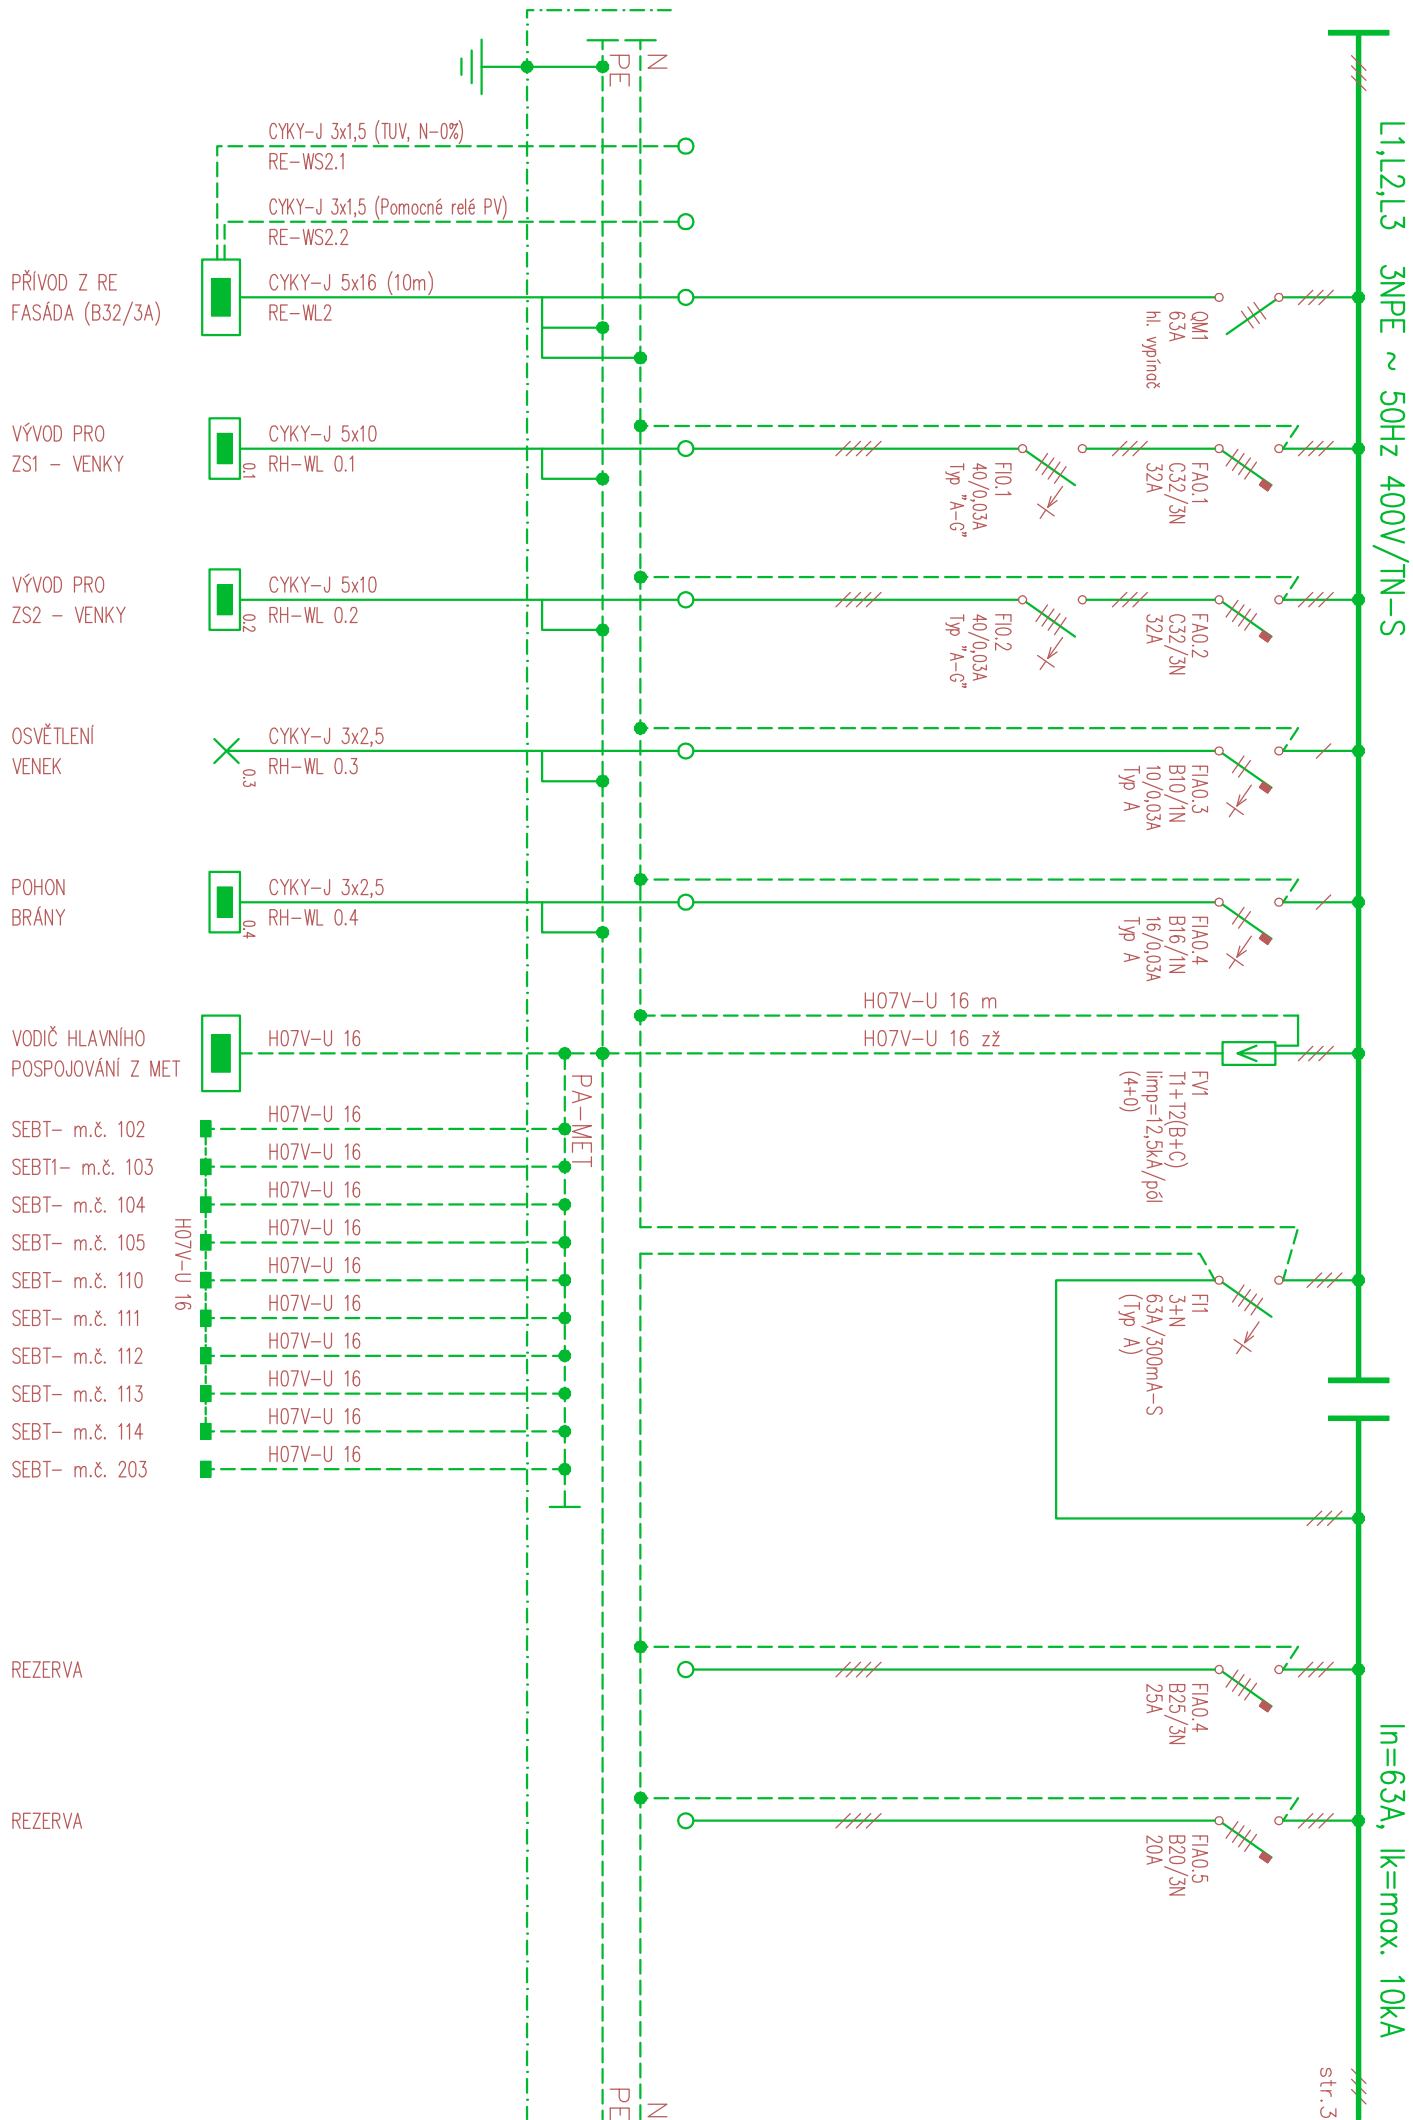 N
PE
L1,L2,L3 3NPE ~ 50Hz 400V/TN-S
CYKY-J 3x1,5 (TUV, N-0%)
RE-WS2.1
CYKY-J 3x1,5 (Pomocné relé PV)
RE-WS2.2
PŘÍVOD Z RE
FASÁDA (B32/3A)
CYKY-J 5x16 (10m)
RE-WL2
QM1
63A
hl. vypínač
VÝVOD PRO
ZS1 - VENKY
0.1
CYKY-J 5x10
RH-WL 0.1
FI0.1
40/0,03A
Typ "A-G"
FA0.1
C32/3N
32A
VÝVOD PRO
ZS2 - VENKY
0.2
CYKY-J 5x10
RH-WL 0.2
FI0.2
40/0,03A
Typ "A-G"
FA0.2
C32/3N
32A
OSVĚTLENÍ
VENEK
0.3
CYKY-J 3x2,5
RH-WL 0.3
FIA0.3
B10/1N
10/0,03A
Typ A
POHON
BRÁNY
0.4
CYKY-J 3x2,5
RH-WL 0.4
FIA0.4
B16/1N
16/0,03A
Typ A
VODIČ HLAVNÍHO
POSPOJOVÁNÍ Z MET
H07V-U 16
H07V-U 16 m
H07V-U 16 zž
FV1
T1+T2(B+C)
Iimp=12,5kA/pól
(4+0)
PA-MET
SEBT- m.č. 102
H07V-U 16
SEBT1- m.č. 103
H07V-U 16
SEBT- m.č. 104
H07V-U 16
SEBT- m.č. 105
H07V-U 16
SEBT- m.č. 110
H07V-U 16
SEBT- m.č. 111
H07V-U 16
SEBT- m.č. 112
H07V-U 16
SEBT- m.č. 113
H07V-U 16
SEBT- m.č. 114
H07V-U 16
SEBT- m.č. 203
H07V-U 16
H07V-U 16
FI1
3+N
63A/300mA-S
(Typ A)
REZERVA
FIA0.4
B25/3N
25A
REZERVA
FIA0.5
B20/3N
20A
In=63A, Ik=max. 10kA
str.3
N
PE